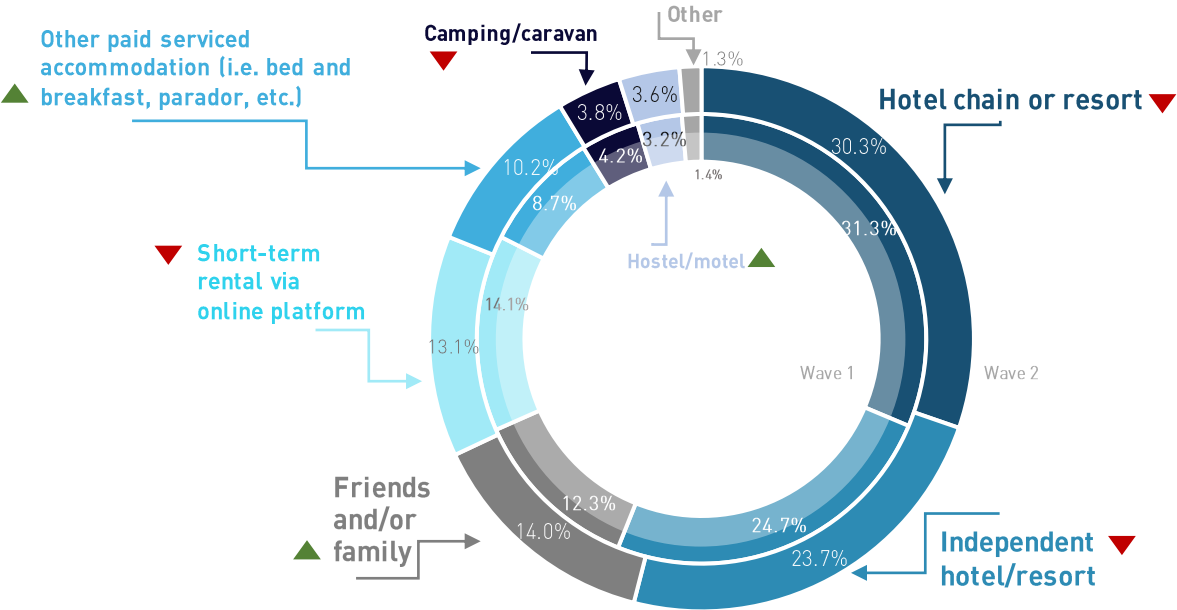 Other paid serviced
accommodation (i.e. bed and
breakfast, parador, etc.)
Camping/caravan
Other
1.3%
Hotel chain or resort
3.8%
3.6%
30.3%
4.2%
3.2%
1.4%
10.2%
8.7%
31.3%
Short-term
rental via
online platform
Hostel/motel
14.1%
13.1%
Wave 1
Wave 2
Friends
and/or
family
12.3%
14.0%
24.7%
23.7%
Independent
hotel/resort